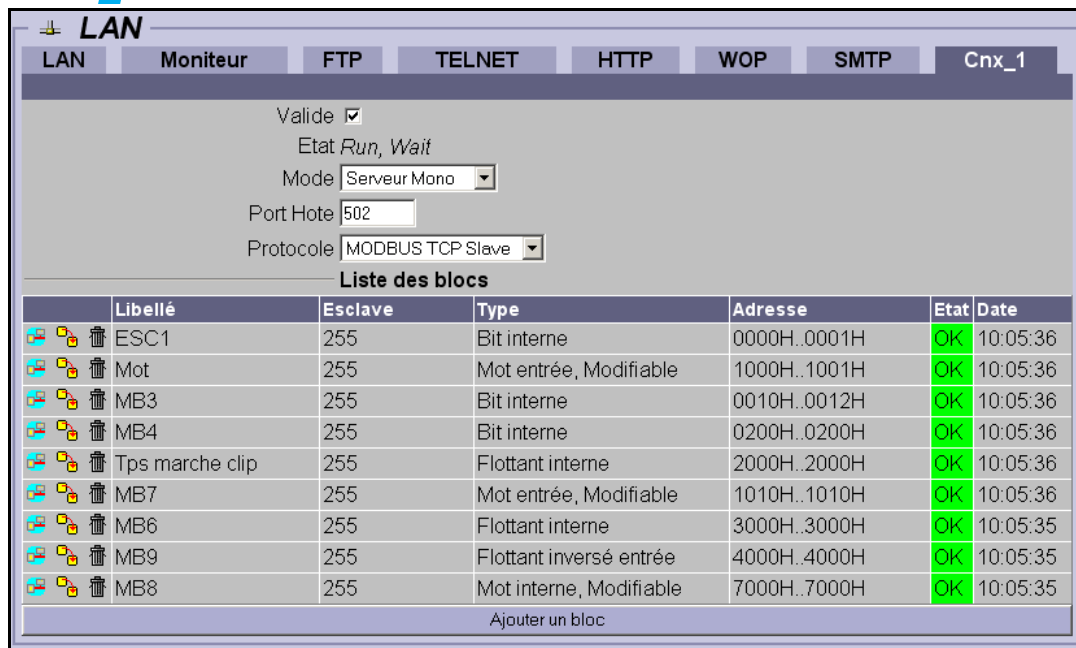 LAN
LAN Moniteur FTP TELNET HTTP WOP SMTP Cnx_1
Valide
Etat Run, Wait
Mode Serveur Mono
Port Hote 502
Protocole MODBUS TCP Slave
Liste des blocs
Libellé Esclave Type Adresse Etat Date
ESC1 255 Bit interne 0000H..0001H OK 10:05:36
Mot 255 Mot entrée, Modifiable 1000H..1001H OK 10:05:36
MB3 255 Bit interne 0010H..0012H OK 10:05:36
MB4 255 Bit interne 0200H..0200H OK 10:05:36
Tps marche clip 255 Flottant interne 2000H..2000H OK 10:05:36
MB7 255 Mot entrée, Modifiable 1010H..1010H OK 10:05:36
MB6 255 Flottant interne 3000H..3000H OK 10:05:35
MB9 255 Flottant inversé entrée 4000H..4000H OK 10:05:35
MB8 255 Mot interne, Modifiable 7000H..7000H OK 10:05:35
Ajouter un bloc